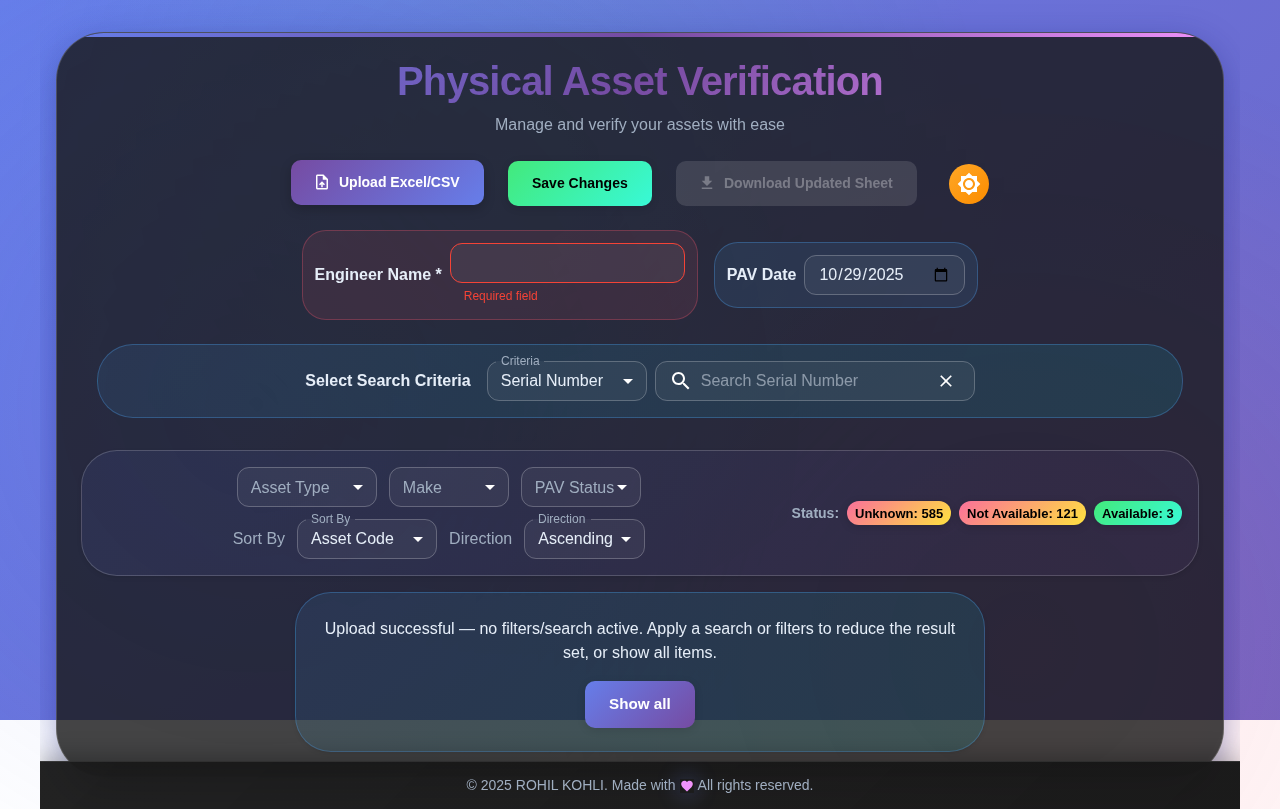 Physical Asset Verification
Manage and verify your assets with ease
Upload Excel/CSV
Save Changes
Download Updated Sheet
Engineer Name *
Required field
PAV Date
10/29/2025
Select Search Criteria
Criteria
Serial Number
Search Serial Number
Asset Type
Make
PAV Status
Sort By
Sort By
Asset Code
Direction
Direction
Ascending
Status:
Unknown: 585
Not Available: 121
Available: 3
Upload successful — no filters/search active. Apply a search or filters to reduce the result
set, or show all items.
Show all
© 2025 ROHIL KOHLI. Made with All rights reserved.